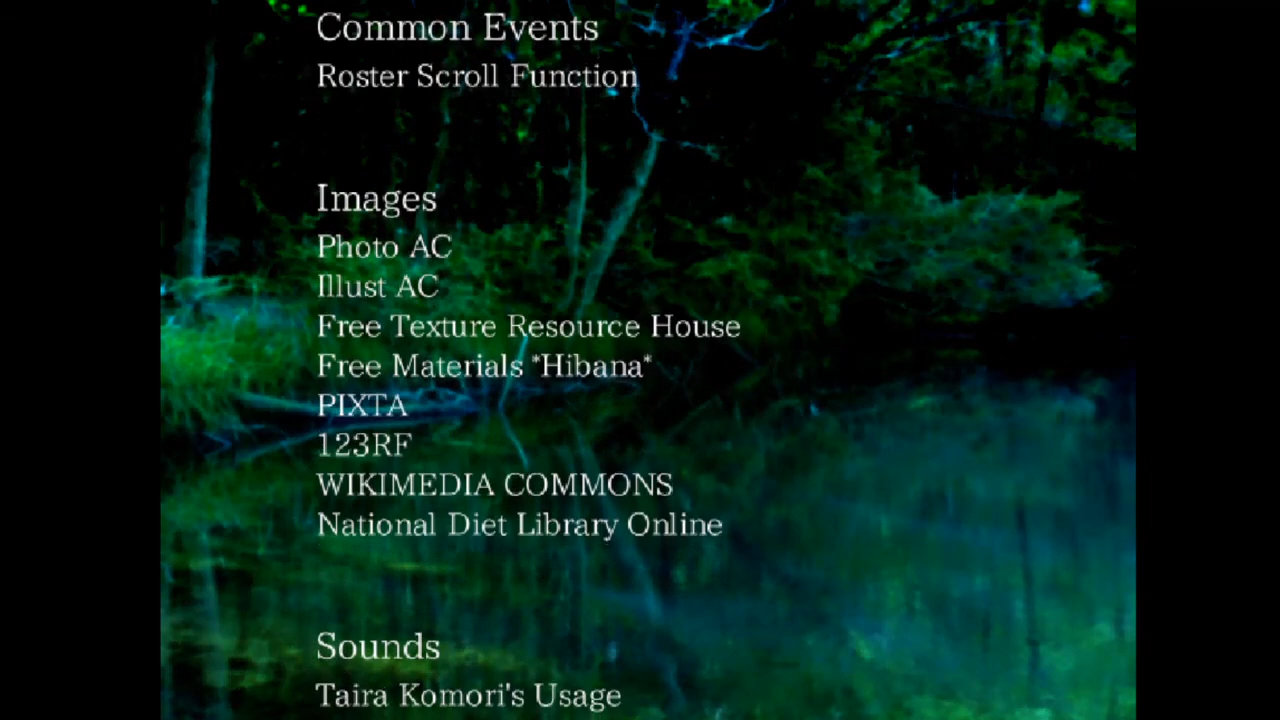 Common Events
Roster Scroll Function
Images
Photo AC
Illust AC
Free Texture Resource House
Free Materials *Hibana*
PIXTA
123RF
WIKIMEDIA COMMONS
National Diet Library Online
Sounds
Taira Komori's Usage